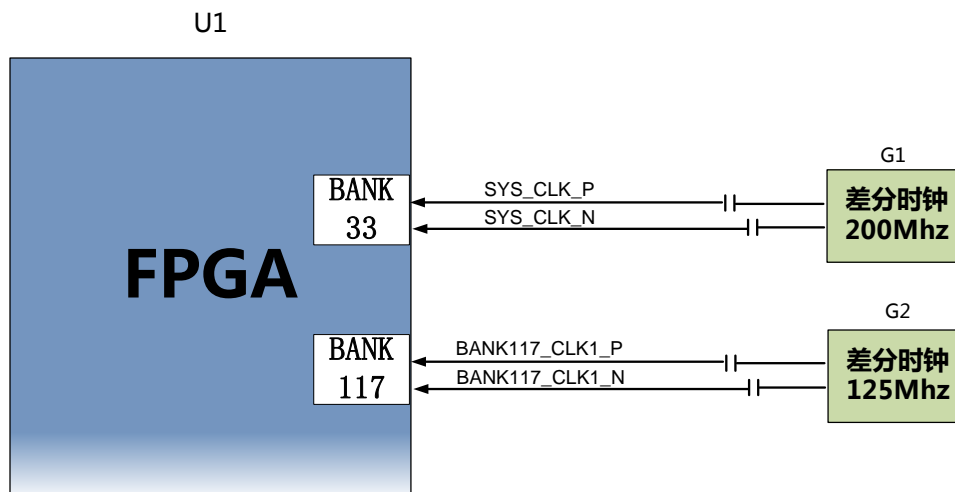 U1
FPGA
BANK
33
SYS_CLK_P
SYS_CLK_N
G1
差分时钟
200Mhz
BANK
117
BANK117_CLK1_P
BANK117_CLK1_N
G2
差分时钟
125Mhz